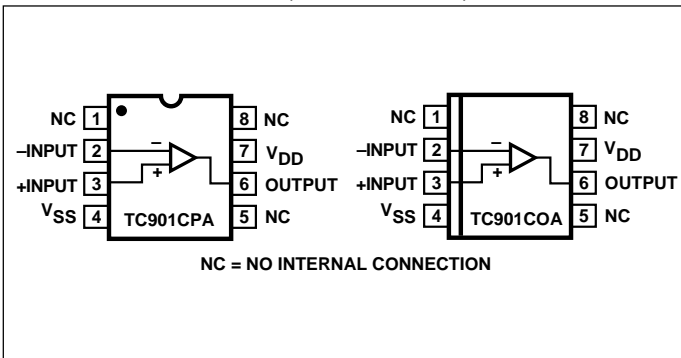 NC 1
8 NC
–INPUT 2
7 VDD
+INPUT 3
6 OUTPUT
VSS 4
5 NC
–
+
TC901CPA
NC 1
8 NC
–INPUT 2
7 VDD
+INPUT 3
6 OUTPUT
VSS 4
5 NC
–
+
TC901COA
NC = NO INTERNAL CONNECTION